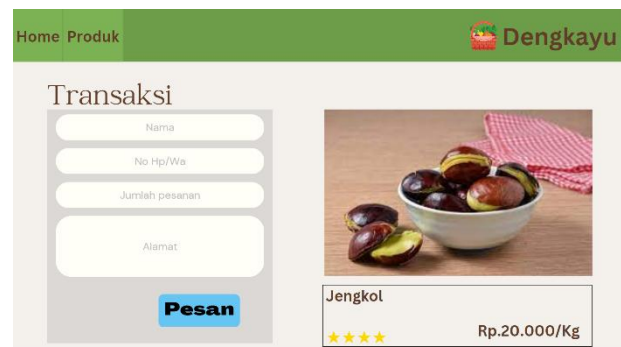 Home Produk
Dengkayu
Transaksi
Nama
No Hp/Wa
Jumlah pesanan
Alamat
Pesan
Jengkol
Rp.20.000/Kg